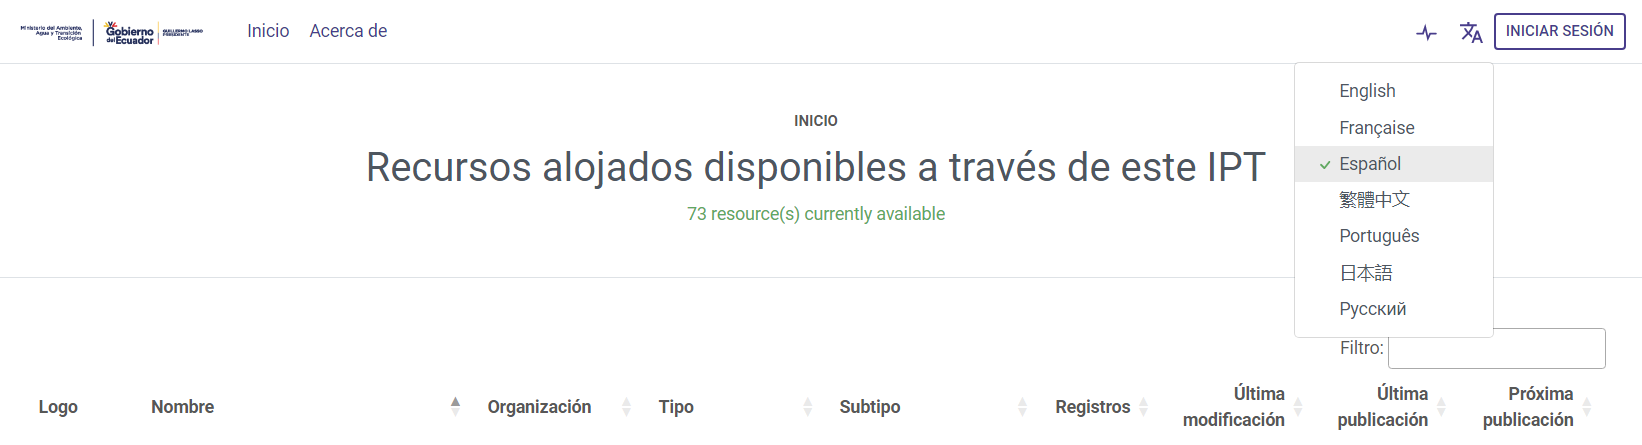 Ministerio del Ambiente,
Agua y Transición
Ecológica
Gobierno
del Ecuador
GUILLERMO LASSO
PRESIDENTE
Inicio
Acerca de
INICIAR SESIÓN
English
Française
Español
繁體中文
Português
日本語
Русский
INICIO
Recursos alojados disponibles a través de este IPT
73 resource(s) currently available
Filtro:
Logo
Nombre
Organización
Tipo
Subtipo
Registros
Última
modificación
Última
publicación
Próxima
publicación